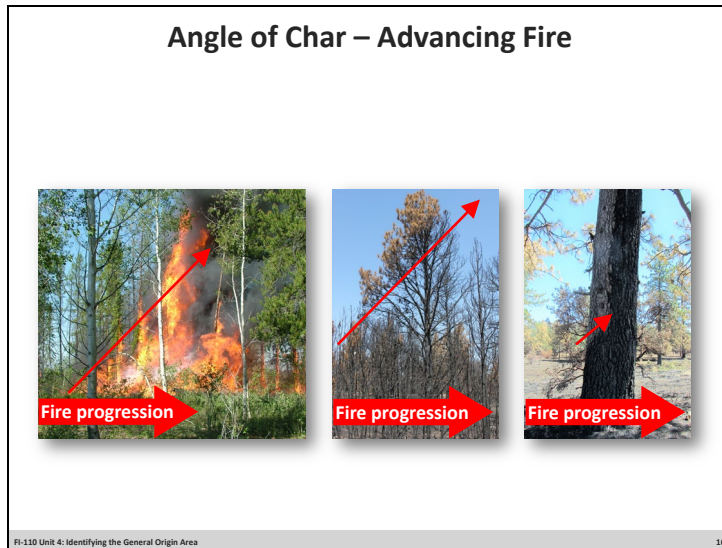 Angle of Char – Advancing Fire
Fire progression
Fire progression
Fire progression
FI-110 Unit 4: Identifying the General Origin Area